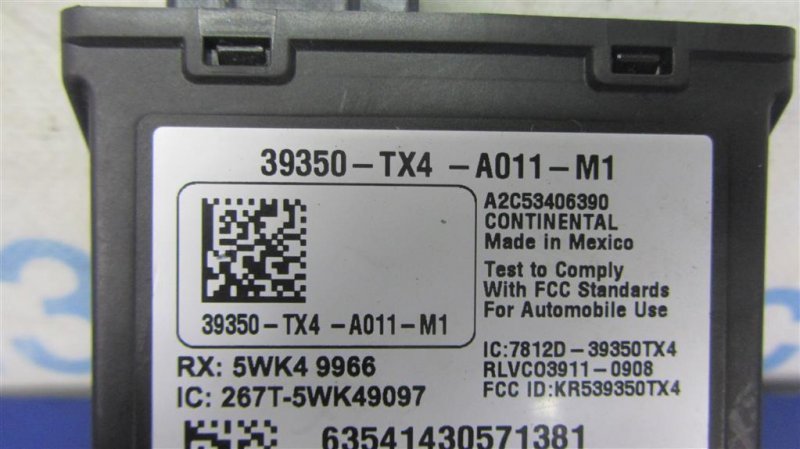 39350-TX4 -A011-M1
A2C53406390
CONTINENTAL
Made in Mexico
Test to Comply
With FCC Standards
For Automobile Use
39350-TX4 -A011-M1
RX: 5WK4 9966
IC: 267T-5WK49097
IC:7812D-39350TX4
RLVCO3911-0908
FCC ID:KR539350TX4
63541430571381